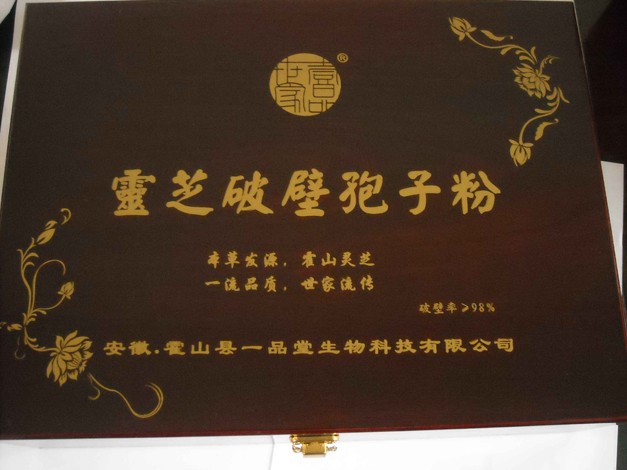 ®
靈芝破壁孢子粉
本草发源,霍山灵芝
一流品质,世家流传
破壁率≥98%
安徽.霍山县一品堂生物科技有限公司